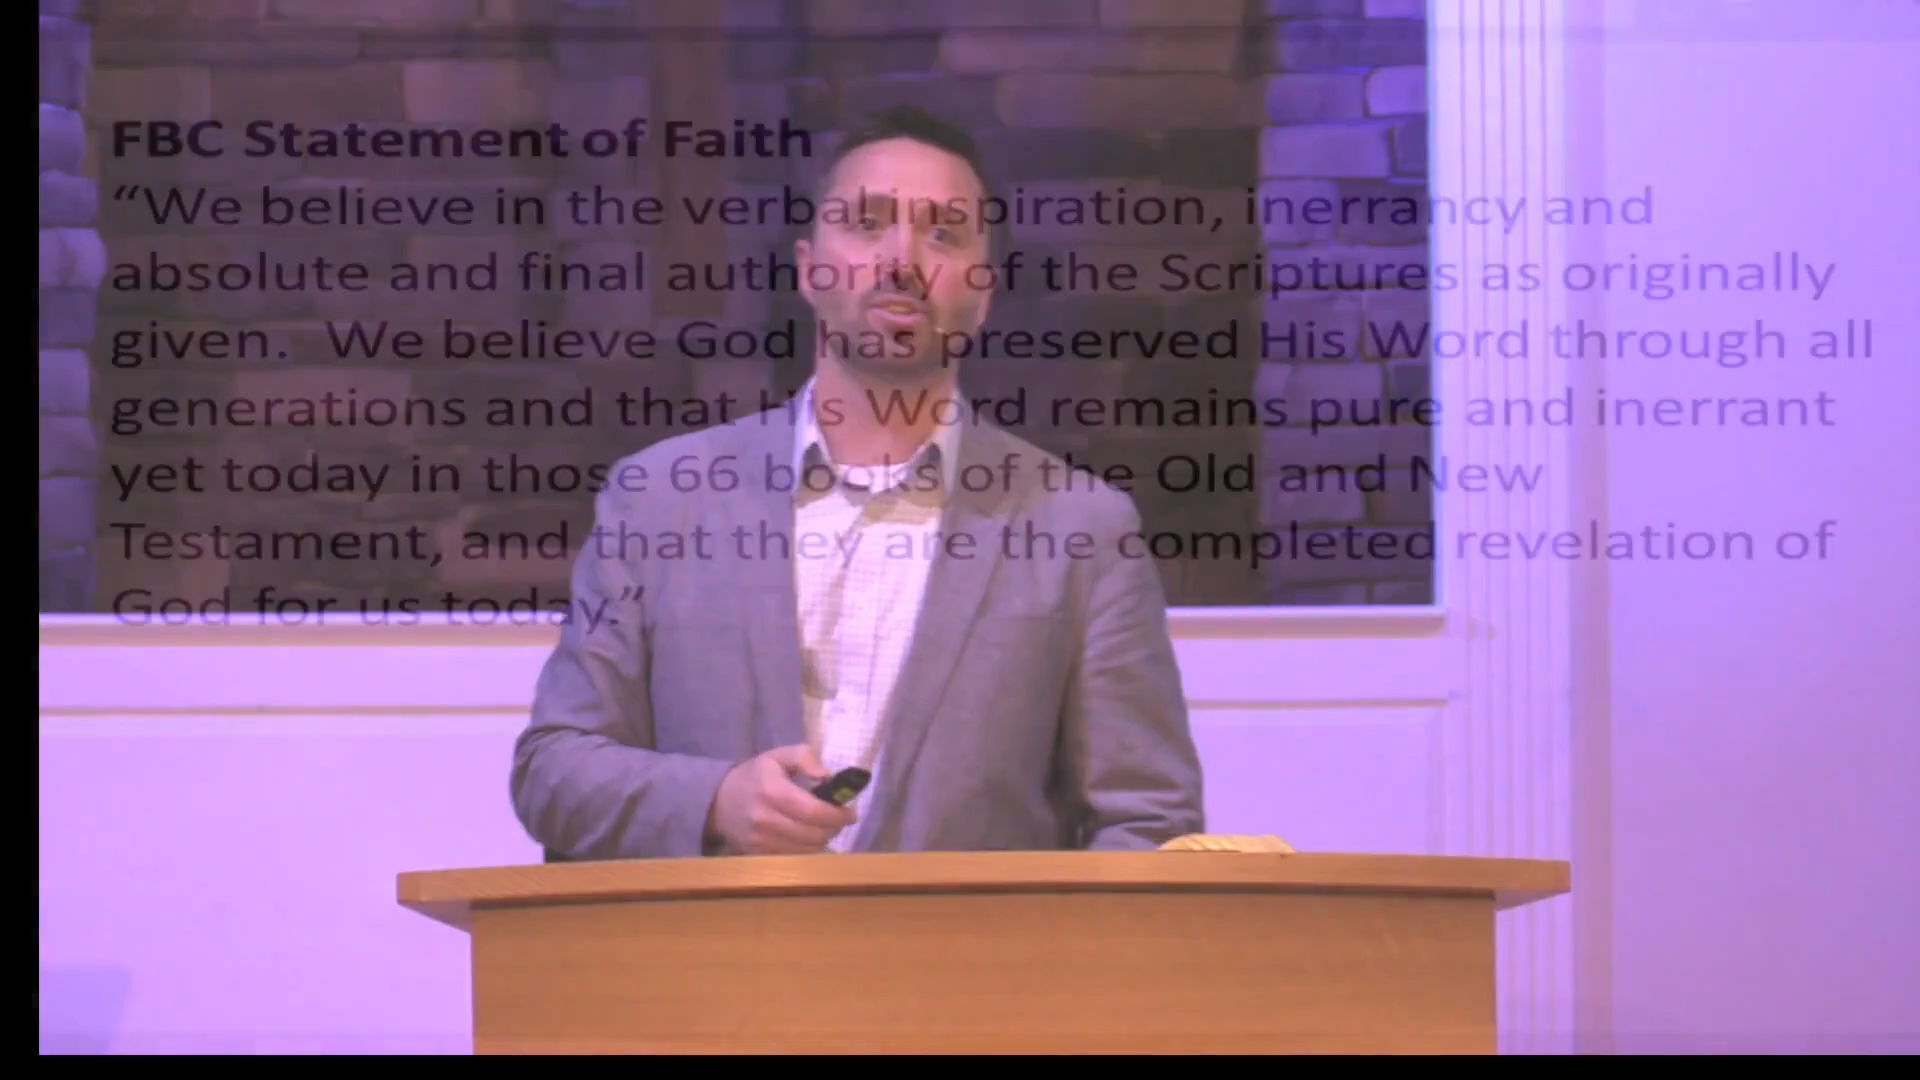 FBC Statement of Faith
“We believe in the verbal inspiration, inerrancy and
absolute and final authority of the Scriptures as originally
given.  We believe God has preserved His Word through all
generations and that His Word remains pure and inerrant
yet today in those 66 books of the Old and New
Testament, and that they are the completed revelation of
God for us today.”